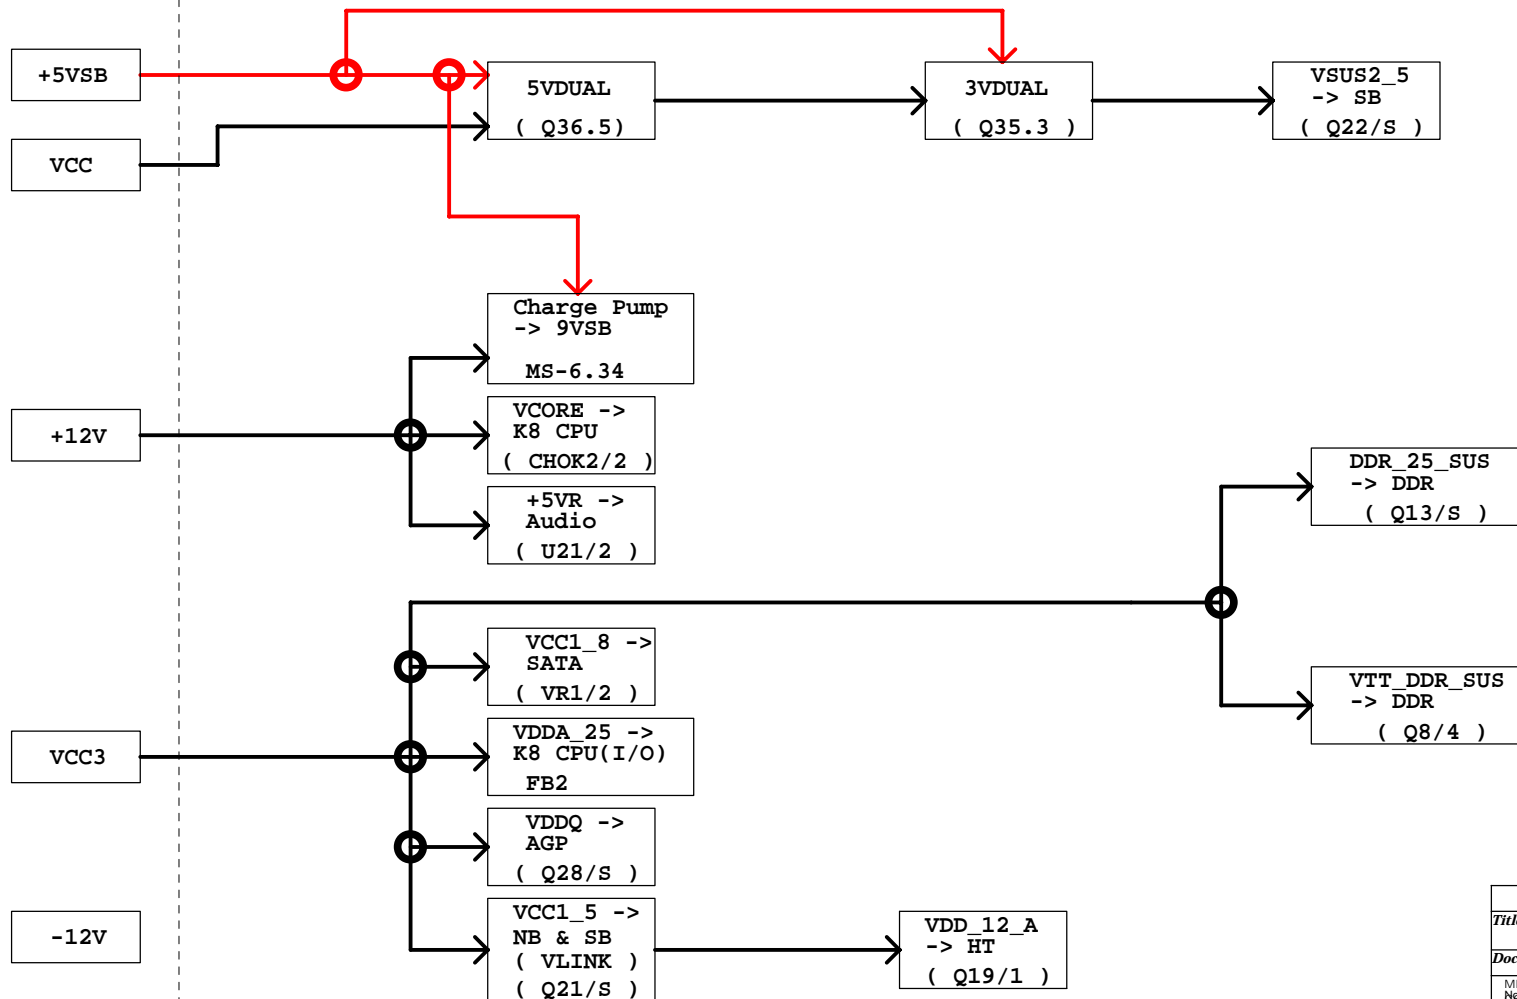 +5VSB
5VDUAL
( Q36.5)
3VDUAL
( Q35.3 )
VSUS2_5
-> SB
( Q22/S )
VCC
Charge Pump
-> 9VSB
MS-6.34
+12V
VCORE ->
K8 CPU
( CHOK2/2 )
+5VR ->
Audio
( U21/2 )
DDR_25_SUS
-> DDR
( Q13/S )
VCC1_8 ->
SATA
( VR1/2 )
VTT_DDR_SUS
-> DDR
( Q8/4 )
VCC3
VDDA_25 ->
K8 CPU(I/O)
FB2
VDDQ ->
AGP
( Q28/S )
-12V
VCC1_5 ->
NB & SB
( VLINK )
( Q21/S )
VDD_12_A
-> HT
( Q19/1 )